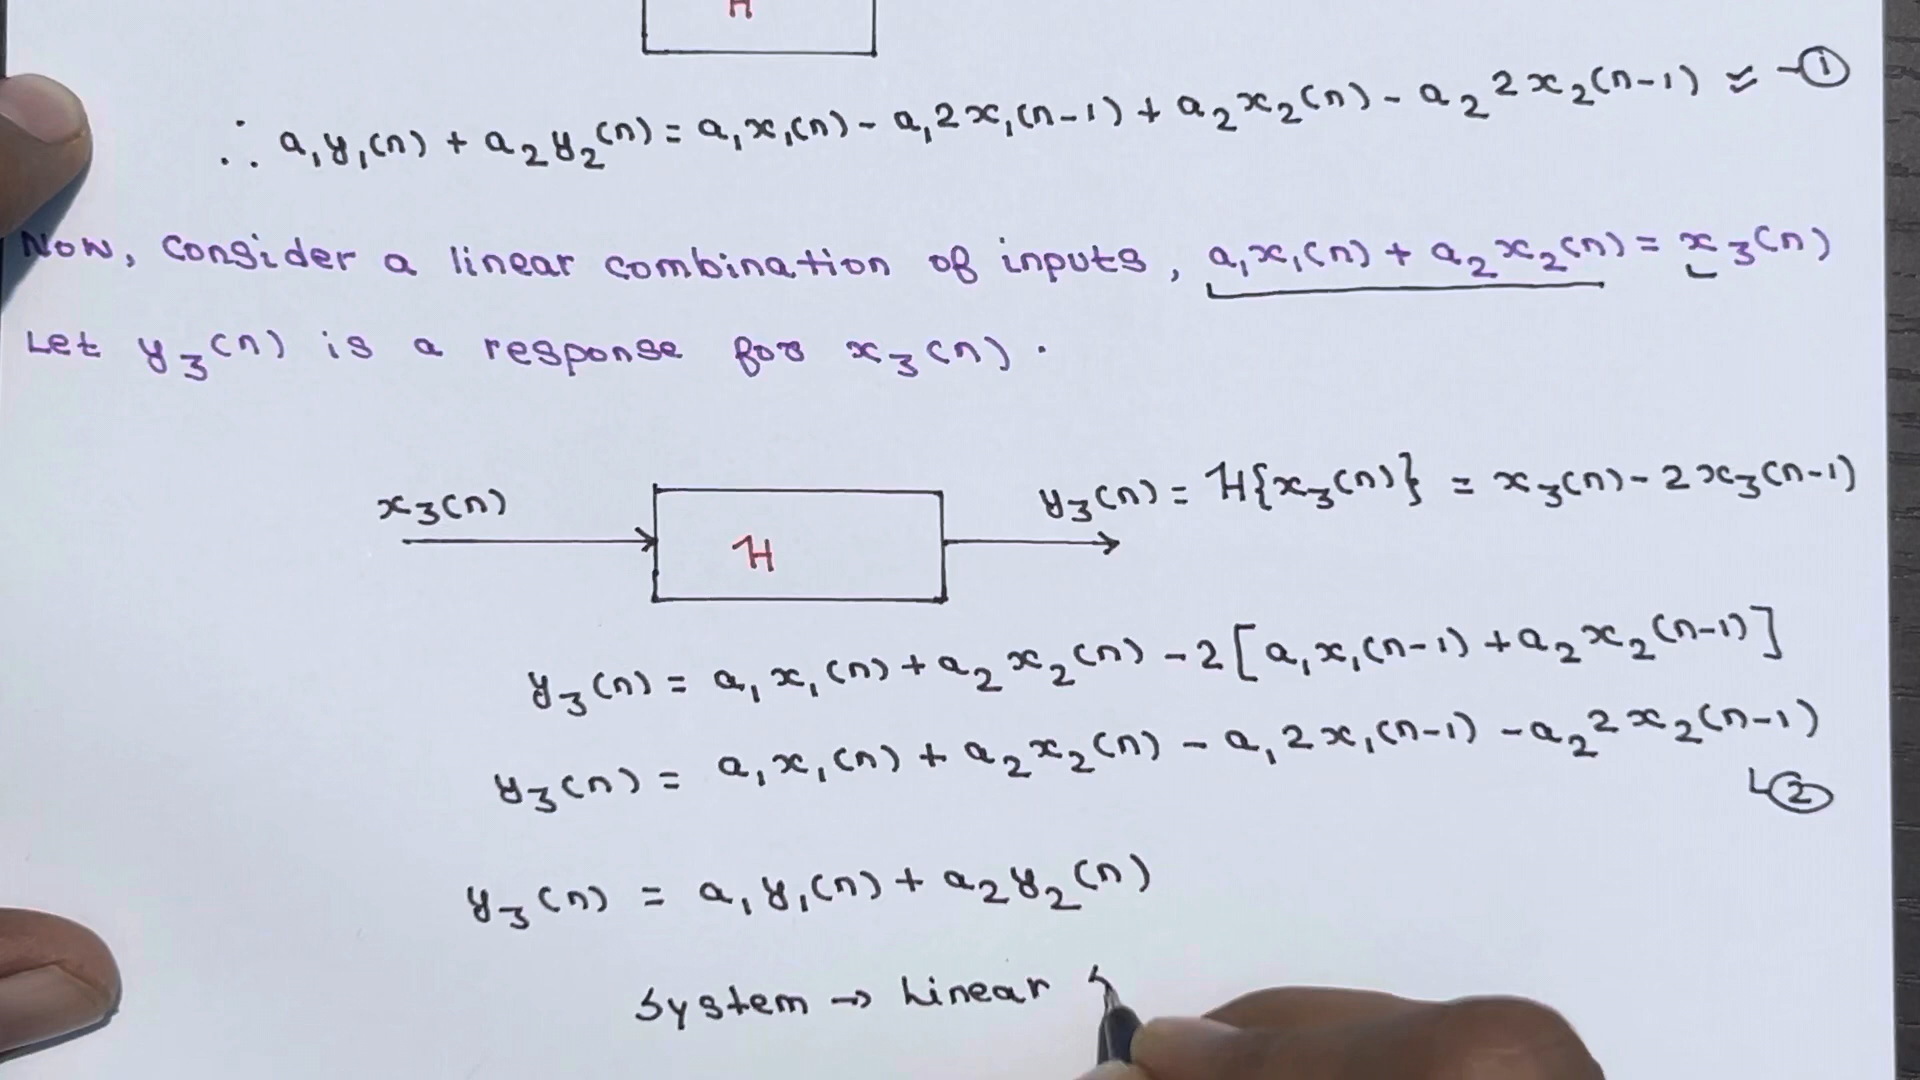 H
∴ a₁y₁(n) + a₂y₂(n) = a₁x₁(n) - a₁2x₁(n-1) + a₂x₂(n) - a₂2x₂(n-1) -①
Now, consider a linear combination of inputs, a₁x₁(n) + a₂x₂(n) = x₃(n)
Let y₃(n) is a response for x₃(n).
x₃(n)
H
y₃(n) = H{x₃(n)} = x₃(n) - 2x₃(n-1)
y₃(n) = a₁x₁(n) + a₂x₂(n) - 2[a₁x₁(n-1) + a₂x₂(n-1)]
y₃(n) = a₁x₁(n) + a₂x₂(n) - a₁2x₁(n-1) - a₂2x₂(n-1)
②
y₃(n) = a₁y₁(n) + a₂y₂(n)
System → Linear